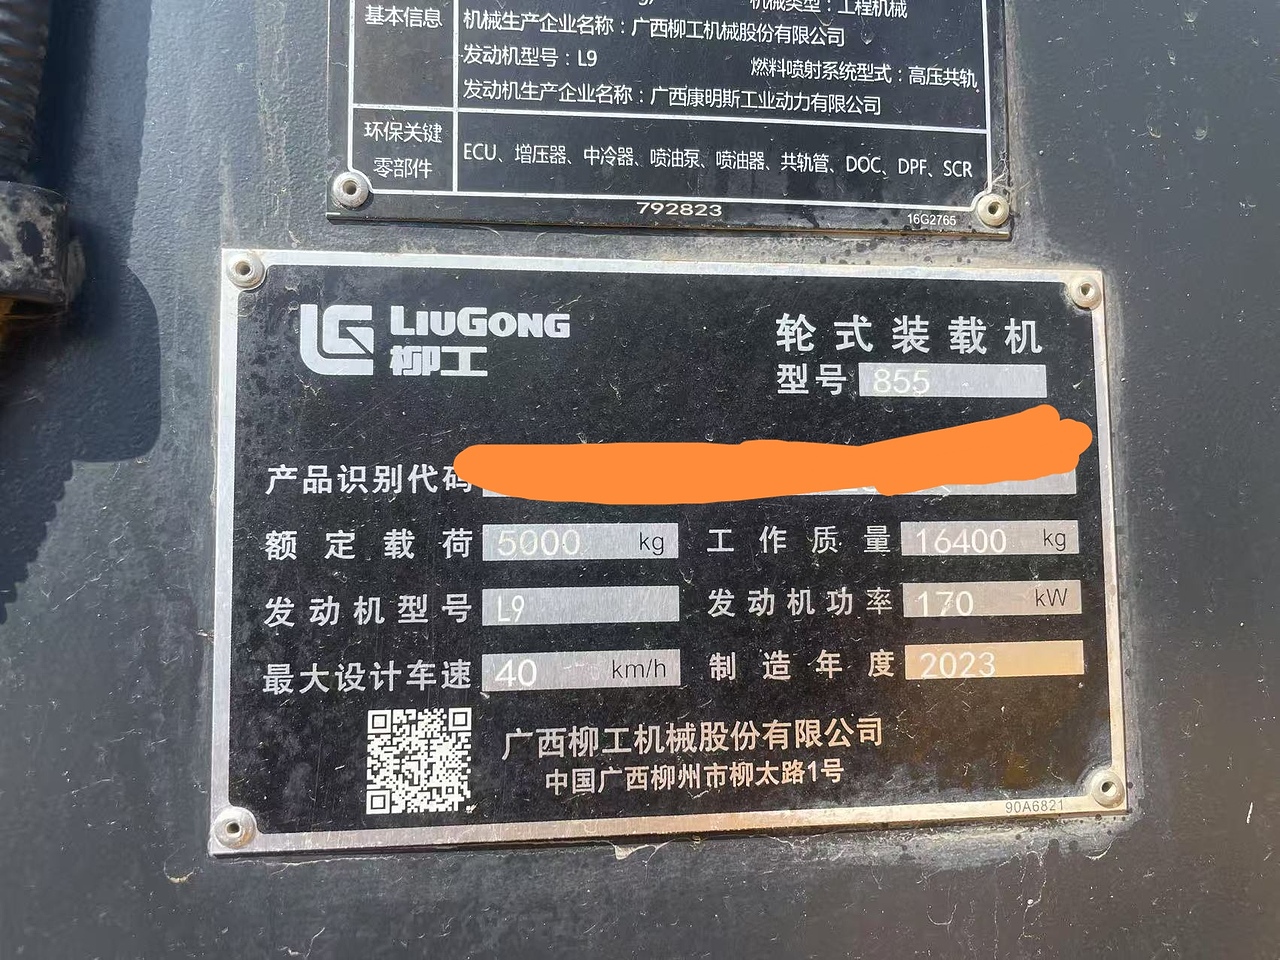 基本信息
机械类型：工程机械
机械生产企业名称：广西柳工机械股份有限公司
发动机型号：L9
燃料喷射系统型式：高压共轨
发动机生产企业名称：广西康明斯工业动力有限公司
环保关键零部件
ECU、增压器、中冷器、喷油泵、喷油器、共轨管、DOC、DPF、SCR
792823
16G2765
LG LIUGONG
柳工
轮式装载机
型号 855
产品识别代码
额定载荷 5000 kg 工作质量 16400 kg
发动机型号 L9 发动机功率 170 kW
最大设计车速 40 km/h 制造年度 2023
广西柳工机械股份有限公司
中国广西柳州市柳太路1号
90A6821